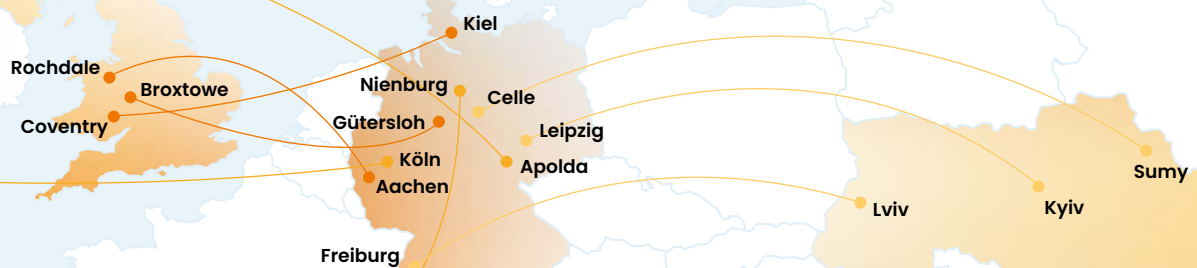 Kiel
Rochdale
Broxtowe
Nienburg
Celle
Coventry
Gütersloh
Leipzig
Köln
Apolda
Aachen
Sumy
Lviv
Kyiv
Freiburg